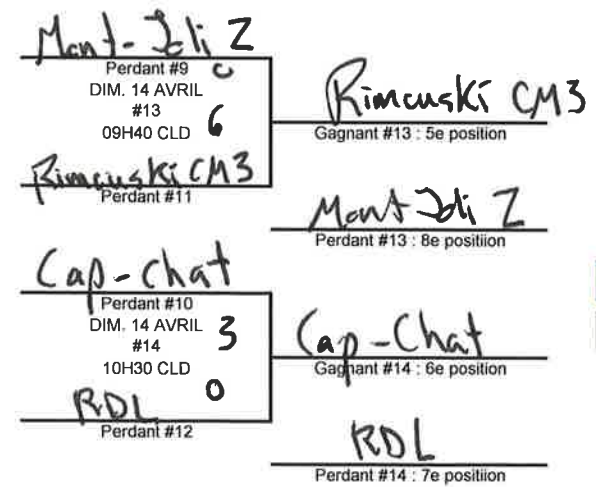 Mont-Joli Z
Perdant #9
0
DIM. 14 AVRIL
#13
6
09H40 CLD
Rimouski CM3
Gagnant #13 : 5e position
Rimouski CM3
Perdant #11
Mont Joli Z
Perdant #13 : 8e positiion
Cap-chat
Perdant #10
DIM. 14 AVRIL
3
#14
10H30 CLD
Cap-Chat
Gagnant #14 : 6e position
0
RDL
Perdant #12
RDL
Perdant #14 : 7e positiion